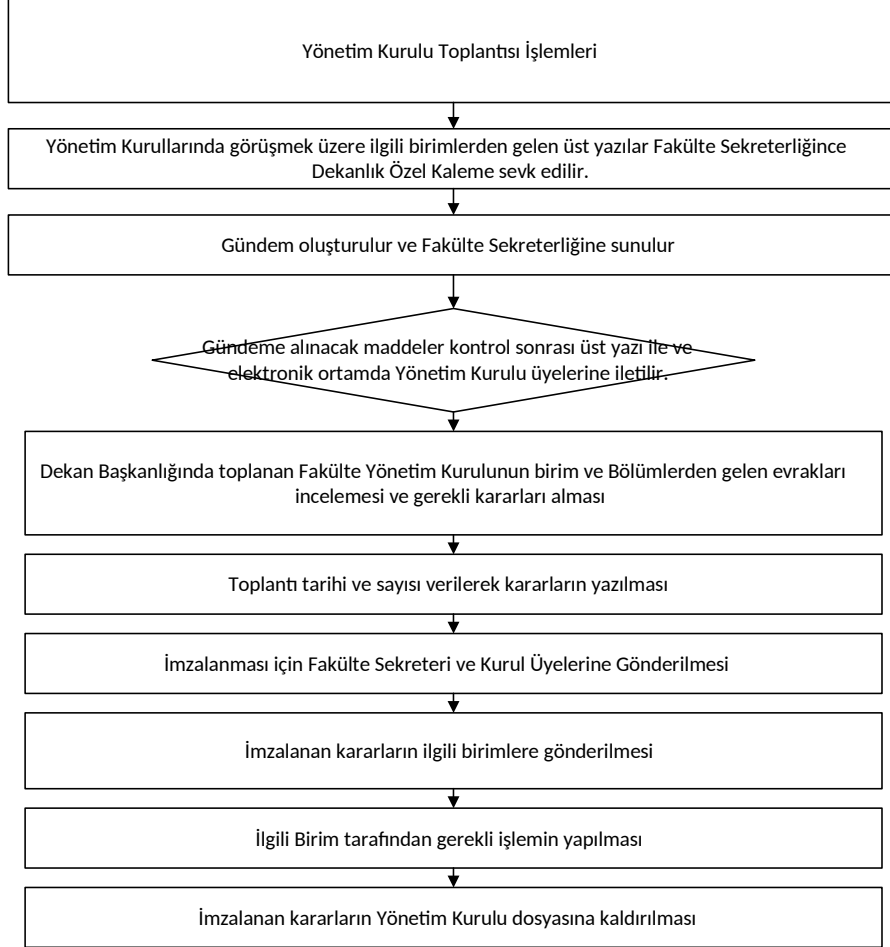 Yönetim Kurulu Toplantısı İşlemleri
Yönetim Kurullarında görüşmek üzere ilgili birimlerden gelen üst yazılar Fakülte Sekreterliğince
Dekanlık Özel Kaleme sevk edilir.
Gündem oluşturulur ve Fakülte Sekreterliğine sunulur
Gündeme alınacak maddeler kontrol sonrası üst yazı ile ve
elektronik ortamda Yönetim Kurulu üyelerine iletilir.
Dekan Başkanlığında toplanan Fakülte Yönetim Kurulunun birim ve Bölümlerden gelen evrakları
incelemesi ve gerekli kararları alması
Toplantı tarihi ve sayısı verilerek kararların yazılması
İmzalanması için Fakülte Sekreteri ve Kurul Üyelerine Gönderilmesi
İmzalanan kararların ilgili birimlere gönderilmesi
İlgili Birim tarafından gerekli işlemin yapılması
İmzalanan kararların Yönetim Kurulu dosyasına kaldırılması